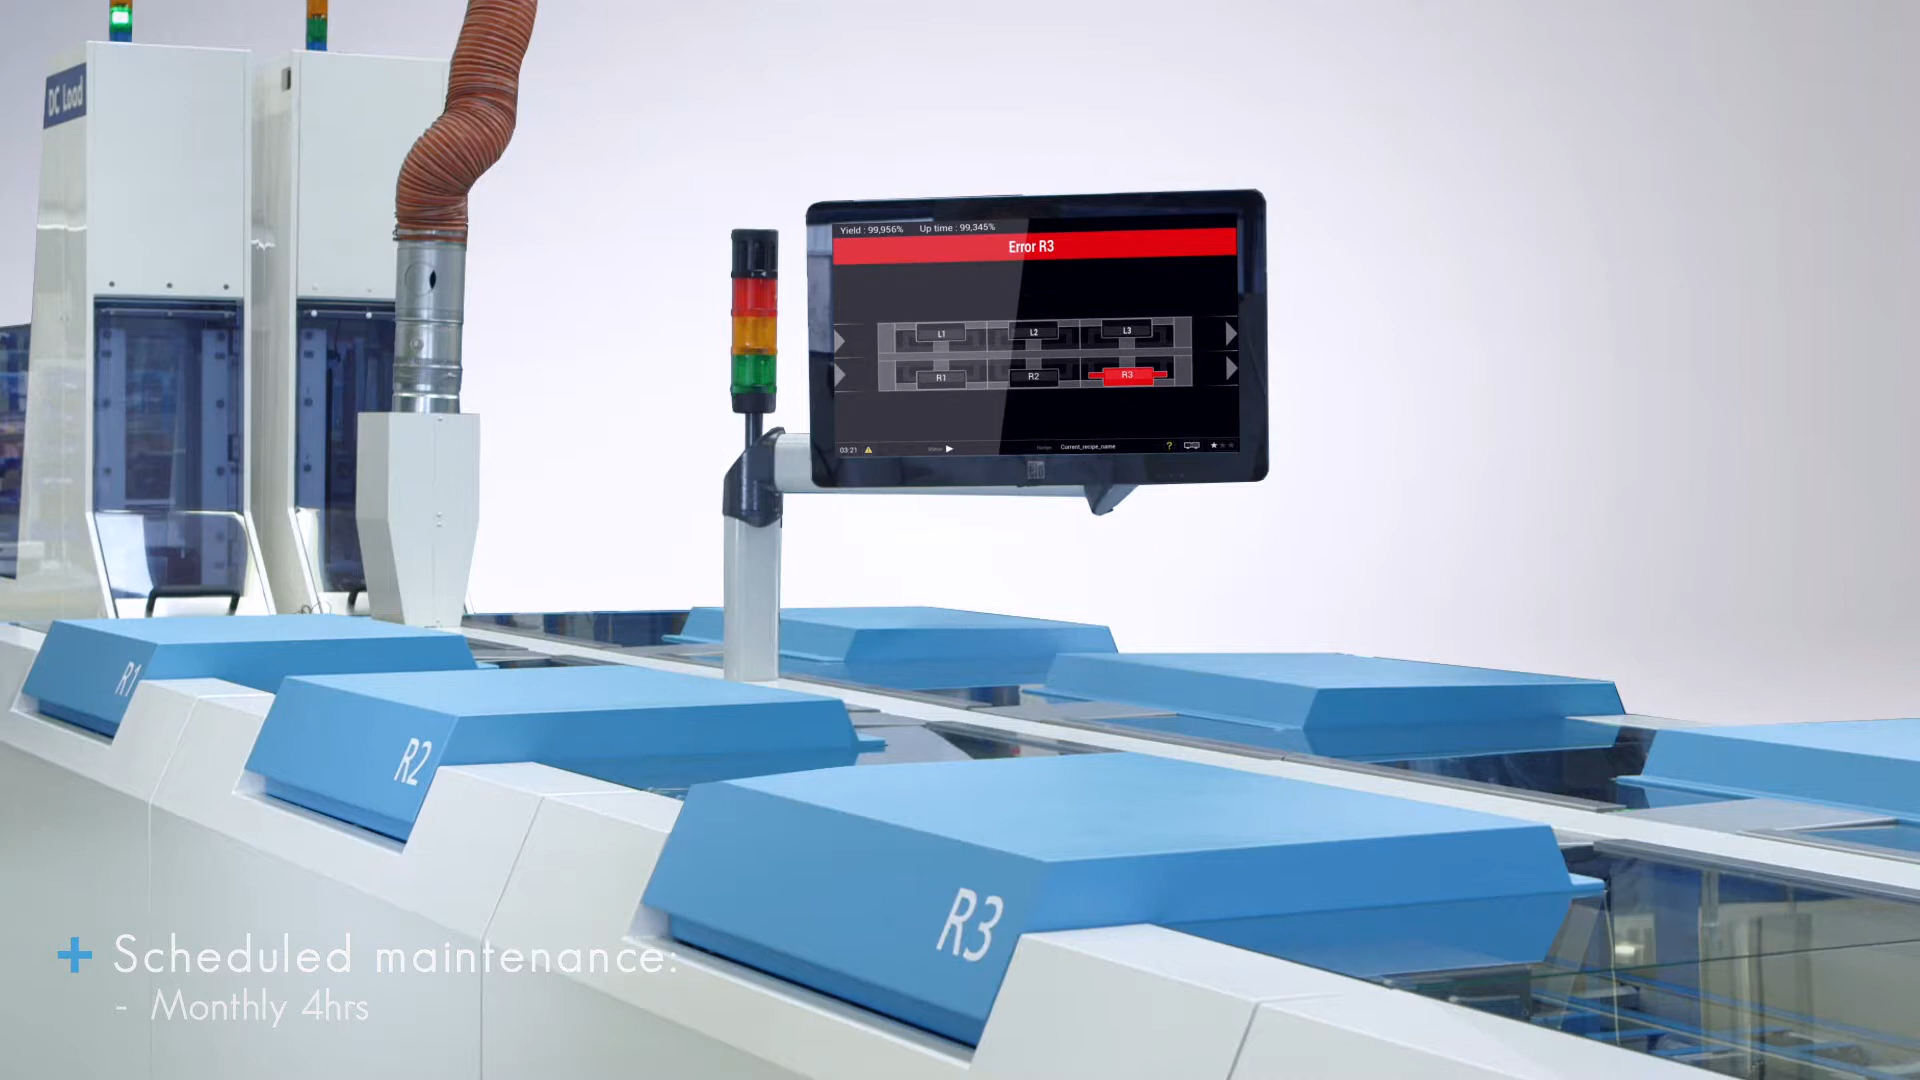 DC Load
Yield : 99,956% Up time : 99,345%
Error R3
L1 L2 L3
R1 R2 R3
03:21 Current_recipe_name
R1
R2
R3
+ Scheduled maintenance:
- Monthly 4hrs